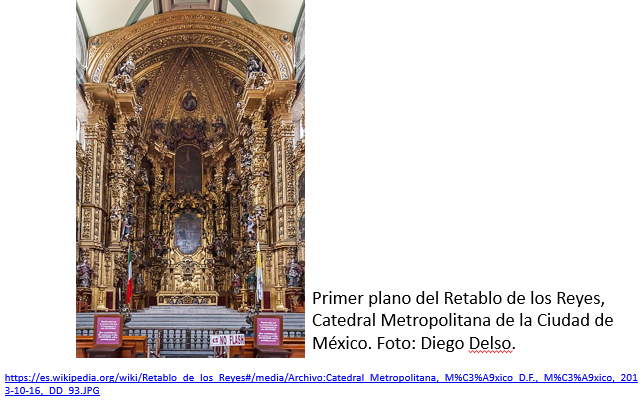 NO FLASH
Primer plano del Retablo de los Reyes,
Catedral Metropolitana de la Ciudad de
México. Foto: Diego Delso.
https://es.wikipedia.org/wiki/Retablo_de_los_Reyes#/media/Archivo:Catedral_Metropolitana,_M%C3%A9xico_D.F.,_M%C3%A9xico,_201
3-10-16,_DD_93.JPG